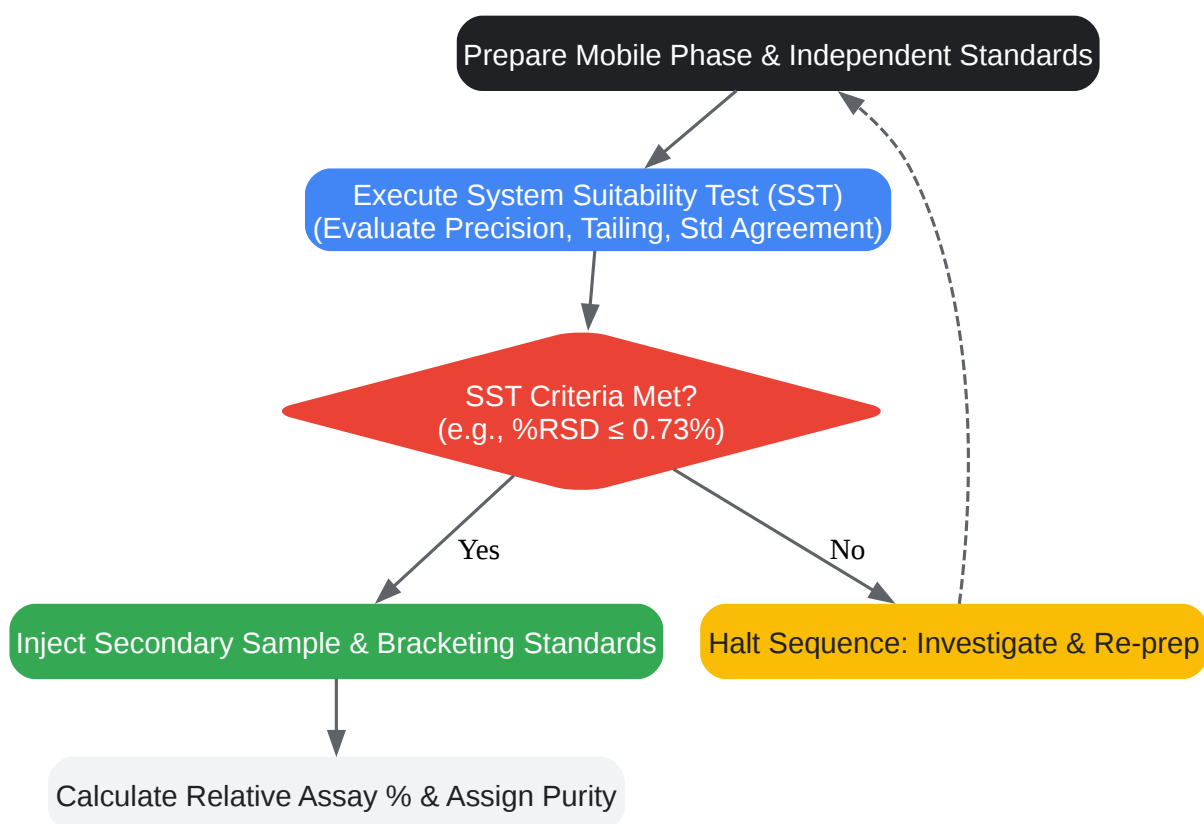 Prepare Mobile Phase & Independent Standards
Execute System Suitability Test (SST)
(Evaluate Precision, Tailing, Std Agreement)
SST Criteria Met?
(e.g., %RSD ≤ 0.73%)
Yes
No
Inject Secondary Sample & Bracketing Standards
Halt Sequence: Investigate & Re-prep
Calculate Relative Assay % & Assign Purity